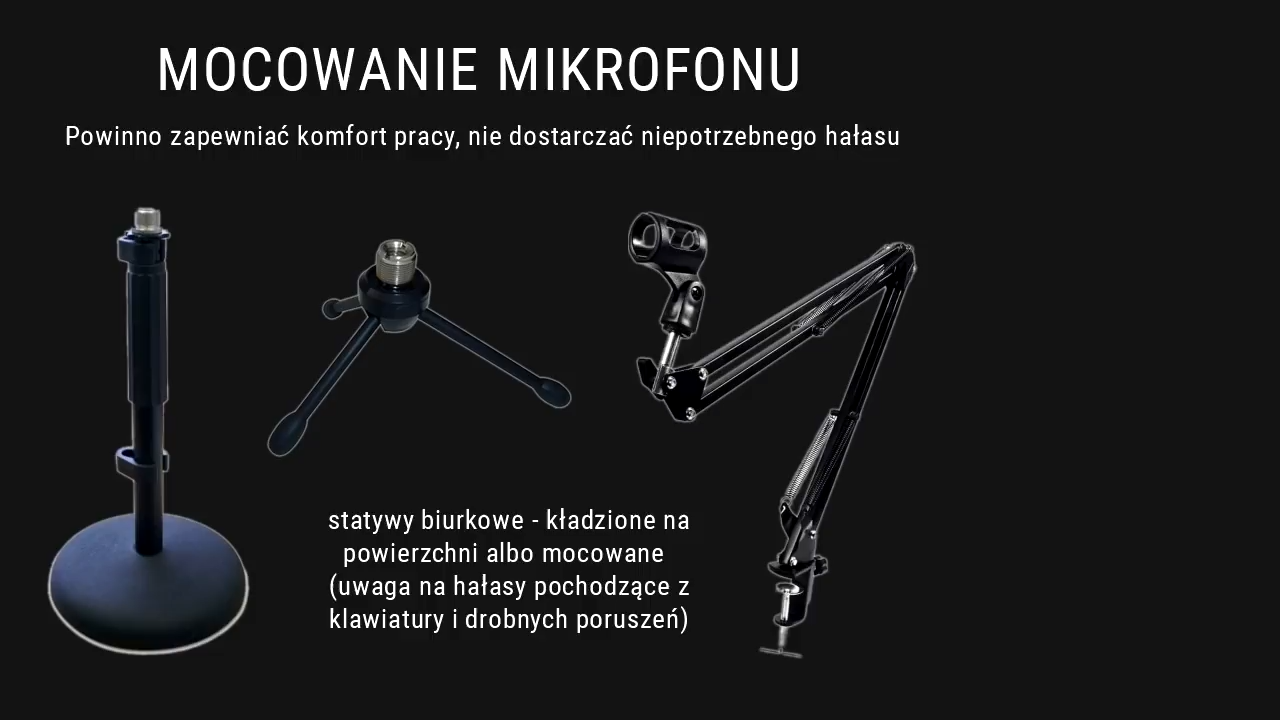 MOCOWANIE MIKROFONU
Powinno zapewniać komfort pracy, nie dostarczać niepotrzebnego hałasu
statywy biurkowe - kładzione na
powierzchni albo mocowane
(uwaga na hałasy pochodzące z
klawiatury i drobnych poruszeń)